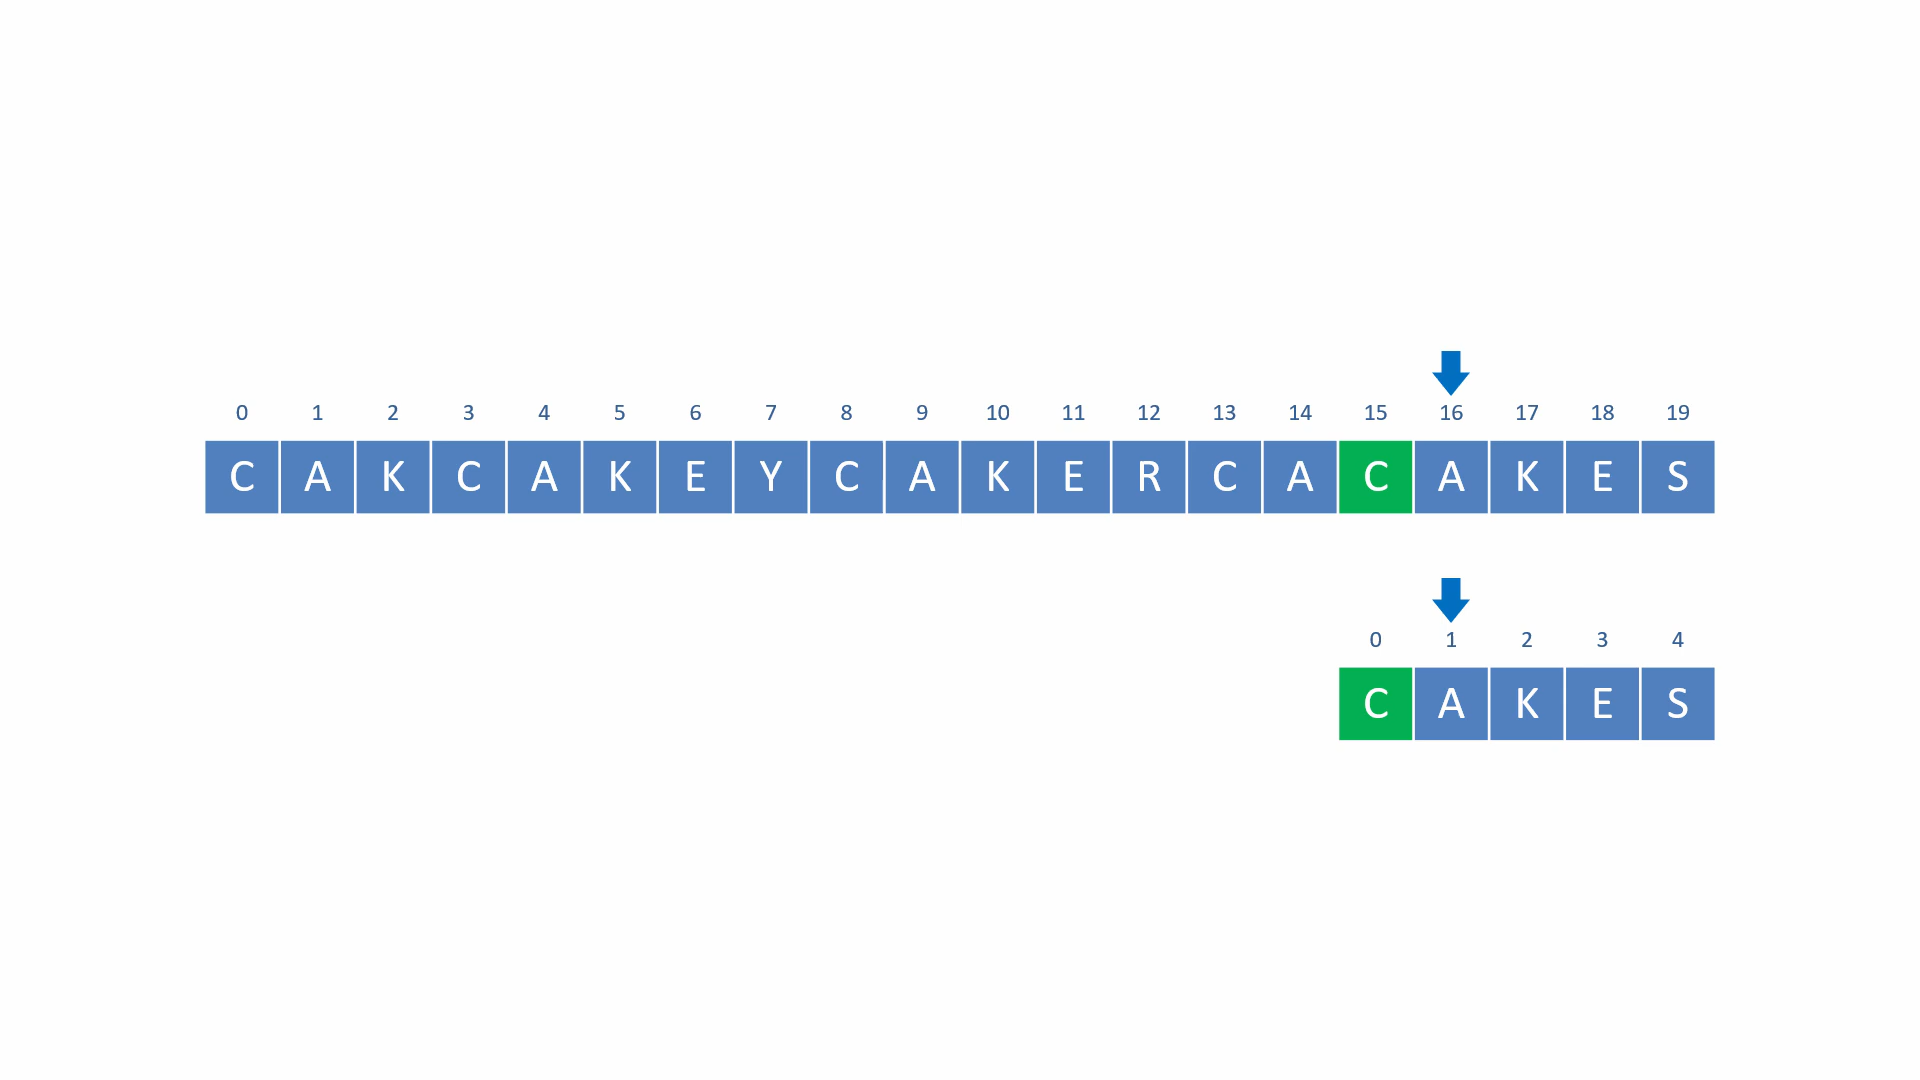 0 1 2 3 4 5 6 7 8 9 10 11 12 13 14 15 16 17 18 19
C A K C A K E Y C A K E R C A C A K E S
0 1 2 3 4
C A K E S